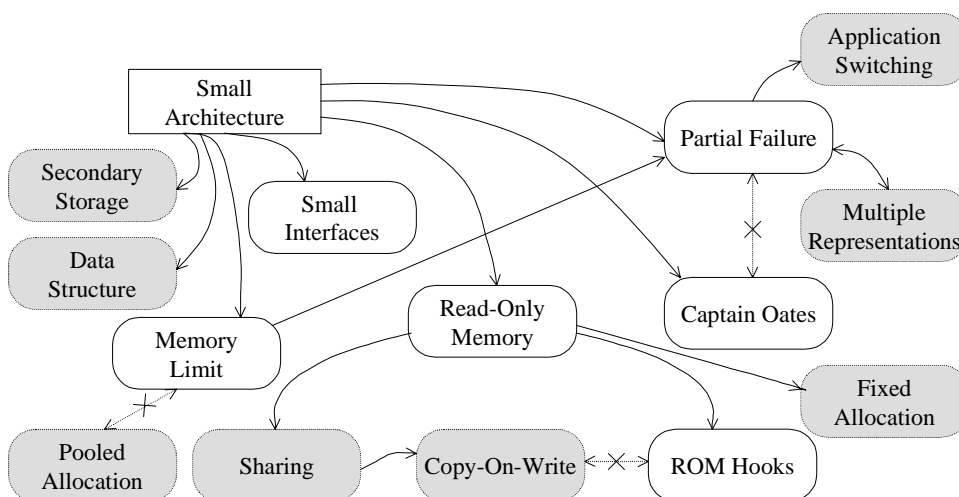 Application
Switching
Small
Architecture
Partial Failure
Secondary
Storage
Small
Interfaces
Multiple
Representations
Data
Structure
Read-Only
Memory
Captain Oates
Memory
Limit
Fixed
Allocation
Pooled
Allocation
Sharing
Copy-On-Write
ROM Hooks